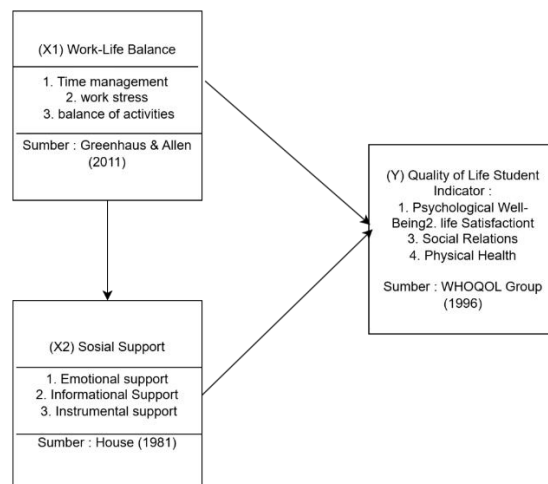 (X1) Work-Life Balance
1. Time management
2. work stress
3. balance of activities
Sumber : Greenhaus & Allen
(2011)
(Y) Quality of Life Student
Indicator :
1. Psychological Well-
Being2. life Satisfactiont
3. Social Relations
4. Physical Health
Sumber : WHOQOL Group
(1996)
(X2) Sosial Support
1. Emotional support
2. Informational Support
3. Instrumental support
Sumber : House (1981)